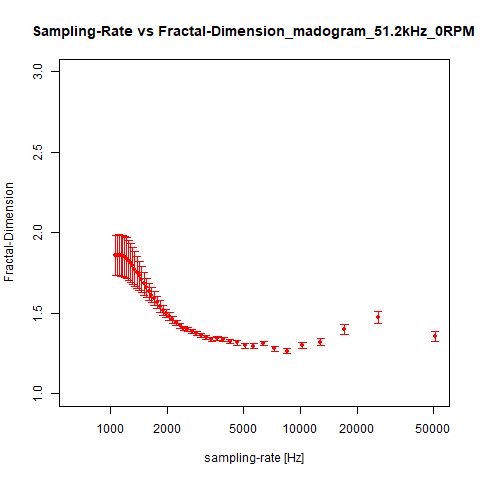 Sampling-Rate vs Fractal-Dimension_madogram_51.2kHz_0RPM
3.0
2.5
2.0
1.5
1.0
Fractal-Dimension
1000 2000 5000 10000 20000 50000
sampling-rate [Hz]